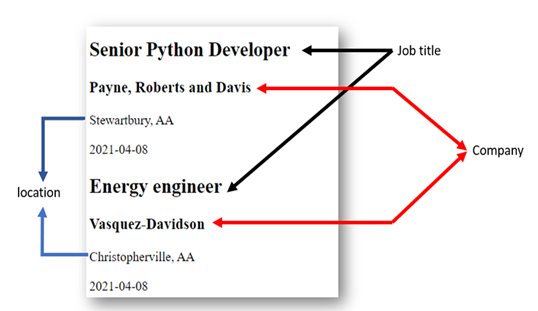 Senior Python Developer
Job title
Payne, Roberts and Davis
Stewartbury, AA
2021-04-08
Company
Energy engineer
location
Vasquez-Davidson
Christopherville, AA
2021-04-08